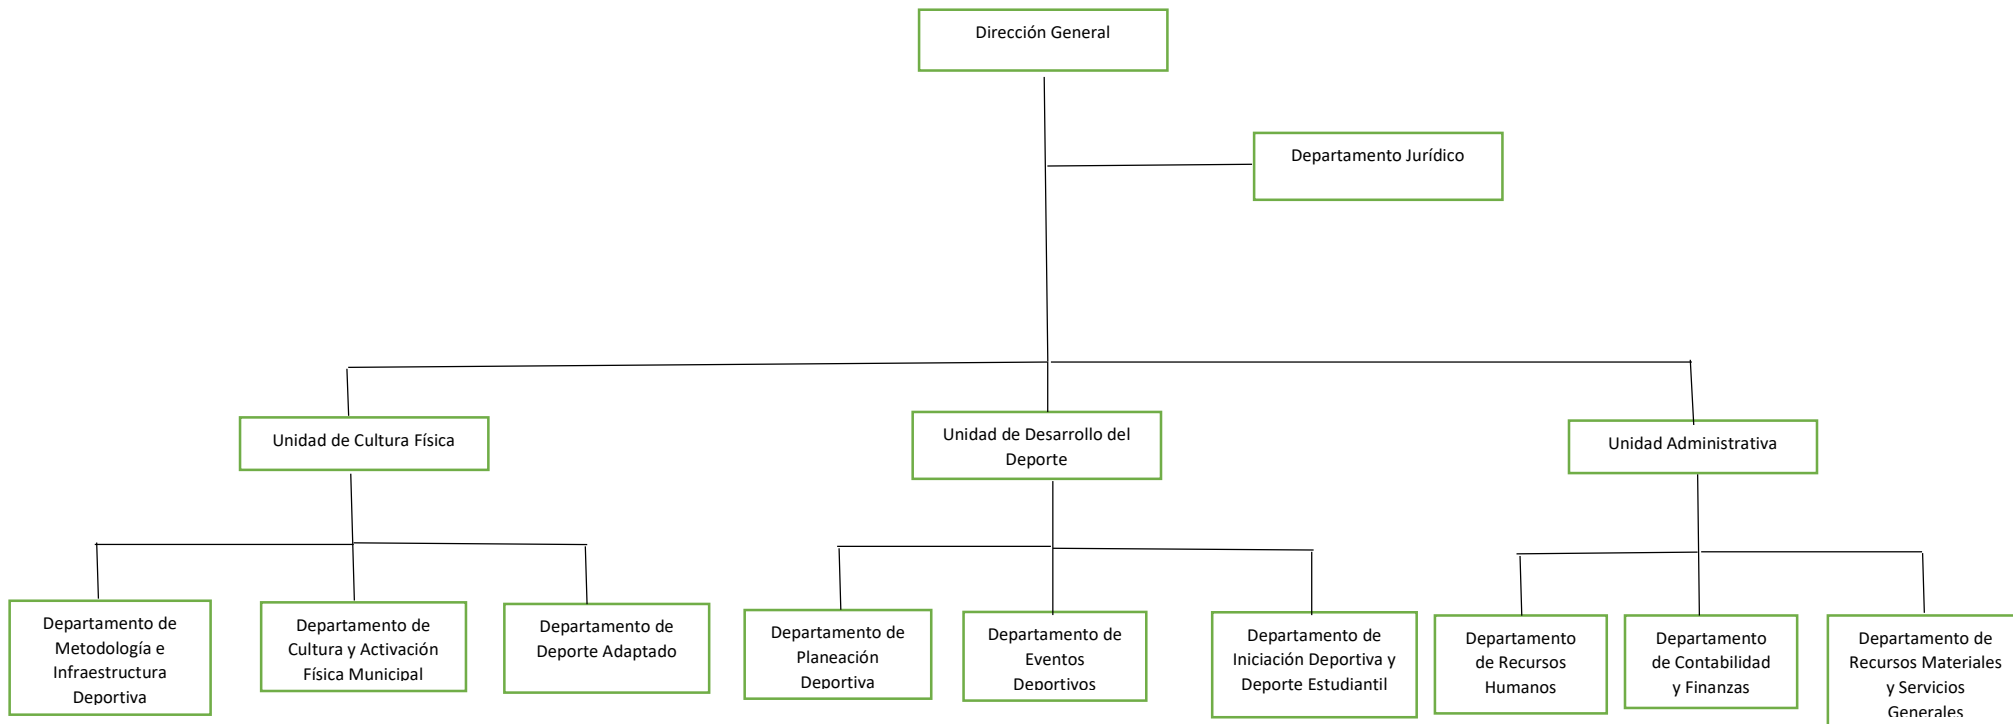 Dirección General
Departamento Jurídico
Unidad de Cultura Física
Unidad de Desarrollo del
Deporte
Unidad Administrativa
Departamento de
Metodología e
Infraestructura
Deportiva
Departamento de
Cultura y Activación
Física Municipal
Departamento de
Deporte Adaptado
Departamento de
Planeación
Deportiva
Departamento de
Eventos
Deportivos
Departamento de
Iniciación Deportiva y
Deporte Estudiantil
Departamento
de Recursos
Humanos
Departamento
de Contabilidad
y Finanzas
Departamento de
Recursos Materiales
y Servicios
Generales